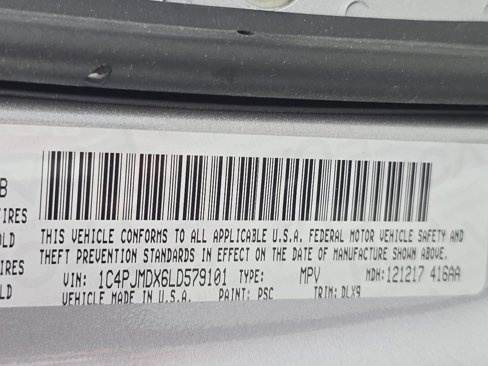 B
IRES
OLD
THIS VEHICLE CONFORMS TO ALL APPLICABLE U.S.A. FEDERAL MOTOR VEHICLE SAFETY AND
THEFT PREVENTION STANDARDS IN EFFECT ON THE DATE OF MANUFACTURE SHOWN ABOVE.
IRES
LD
VIN: 1C4PJMDX6LD579101 TYPE: MPV MDH: 121217 416AA
VEHICLE MADE IN U.S.A. PAINT: PSC TRIM: DLX9